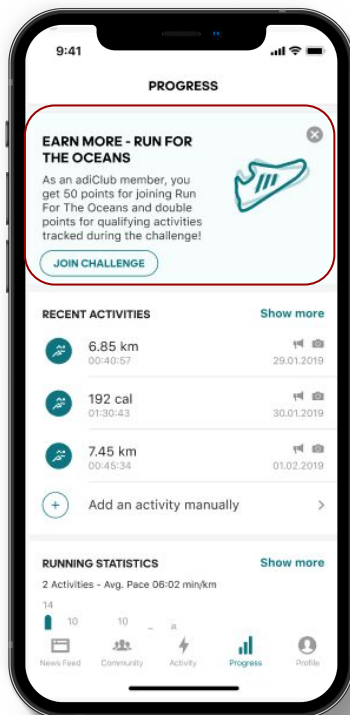 9:41
PROGRESS
EARN MORE - RUN FOR
THE OCEANS
As an adiClub member, you
get 50 points for joining Run
For The Oceans and double
points for qualifying activities
tracked during the challenge!
JOIN CHALLENGE
RECENT ACTIVITIES Show more
6.85 km
00:40:57 29.01.2019
192 cal
01:30:43 30.01.2019
7.45 km
00:45:34 01.02.2019
Add an activity manually
RUNNING STATISTICS Show more
2 Activities - Avg. Pace 06:02 min/km
14
10 10
News Feed Community Activity Progress Profile